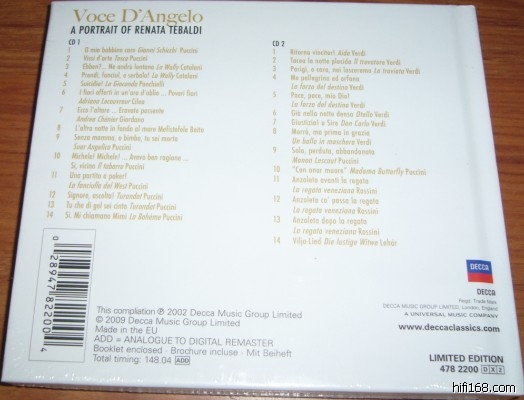 Voce D'Angelo
A PORTRAIT OF RENATA TEBALDI
CD 1
1 O mio babbino caro Gianni Schicchi Puccini
2 Vissi d'arte Tosca Puccini
3 Ebben?... Ne andrò lontana La Wally Catalani
4 Prendi, fanciul, e serbalo! La Wally Catalani
5 Suicidio! La Gioconda Ponchielli
6 I fiori offerti in un'ora d'ebbo ... Poveri fiori
Adriana Lecouvreur Cilea
7 Ecco l'altare ... Eravate possente
Andrea Chénier Giordano
8 L'altra notte in fondo al mare Mefistofele Boito
9 Senza mamma, o bimbo, tu sei morto
Suor Angelica Puccini
10 Michele! Michele! ... Avevo ben ragione ...
Sì, vicino Il tabarro Puccini
11 Una partita a poker!
La fanciulla del West Puccini
12 Signore, ascolta! Turandot Puccini
13 Tu che di gel sei cinta Turandot Puccini
14 Sì. Mi chiamano Mimì La Bohème Puccini
CD 2
1 Ritorna vincitor! Aida Verdi
2 Tacea la notte placida Il trovatore Verdi
3 Parigi, o cara, noi lasceremo La traviata Verdi
4 Me pellegrina ed orfana
La forza del destino Verdi
5 Pace, pace, mio Dio!
La forza del destino Verdi
6 Già nella notte densa Otello Verdi
7 Giustizia! o Sire Don Carlo Verdi
8 Morrò, ma prima in grazia
Un ballo in maschera Verdi
9 Sola, perduta, abbandonata
Manon Lescaut Puccini
10 "Con onor muore" Madama Butterfly Puccini
11 Anzoleta avanti la regata
La regata veneziana Rossini
12 Anzoleta co' passa la regata
La regata veneziana Rossini
13 Anzoleta dopo la regata
La regata veneziana Rossini
14 Vilja-Lied Die lustige Witwe Lehár
0 28947 82200 4
This compilation ℗ 2002 Decca Music Group Limited
© 2009 Decca Music Group Limited
Made in the EU
ADD = ANALOGUE TO DIGITAL REMASTER
Booklet enclosed · Brochure incluse · Mit Beiheft
Total timing: 148.04 ADD
DECCA
Regd. Trade Mark
DECCA MUSIC GROUP LIMITED, London, England
A UNIVERSAL MUSIC COMPANY
www.deccaclassics.com
LIMITED EDITION
478 2200 DX2
hifi168.com